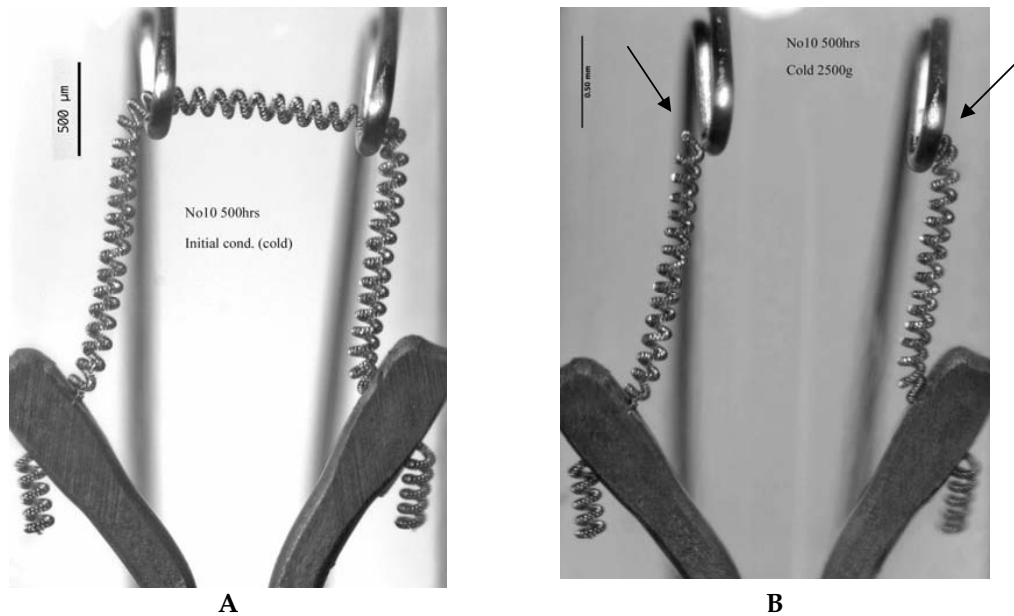 500 μm
No10 500hrs
Initial cond. (cold)
A
0.50 mm
No10 500hrs
Cold 2500g
B